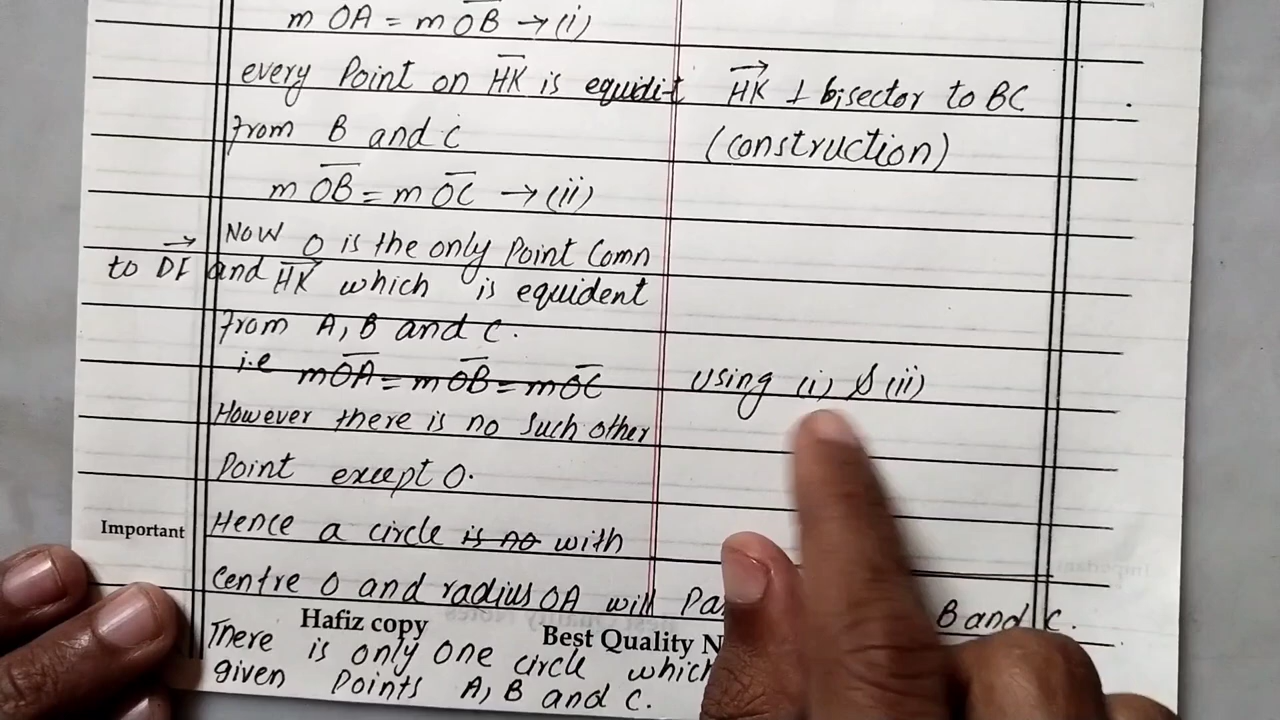 m OA = m OB → (i)
every Point on HK is equidit HK ⊥ bisector to BC
From B and C (construction)
m OB = m OC → (ii)
Now O is the only Point Comn
to DF and HK which is equident
From A, B and C.
i.e mOA = mOB = mOC Using (i) & (ii)
However there is no such other
Point except O.
Important
Hence a circle is no with
Centre O and radius OA will B and C.
Hafiz copy Best Quality
There is only one circle which
given Points A, B and C.